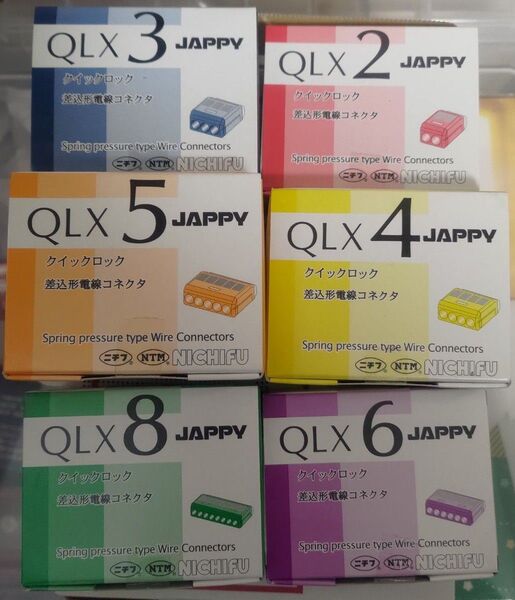 QLX 3 JAPPY
クイックロック
差込形電線コネクタ
Spring pressure type Wire Connectors
ニチフ NTM NICHIFU
QLX 2 JAPPY
クイックロック
差込形電線コネクタ
Spring pressure type Wire Connectors
ニチフ NTM NICHIFU
QLX 5 JAPPY
クイックロック
差込形電線コネクタ
Spring pressure type Wire Connectors
ニチフ NTM NICHIFU
QLX 4 JAPPY
クイックロック
差込形電線コネクタ
Spring pressure type Wire Connectors
ニチフ NTM NICHIFU
QLX 8 JAPPY
クイックロック
差込形電線コネクタ
Spring pressure type Wire Connectors
ニチフ NTM NICHIFU
QLX 6 JAPPY
クイックロック
差込形電線コネクタ
Spring pressure type Wire Connectors
ニチフ NTM NICHIFU